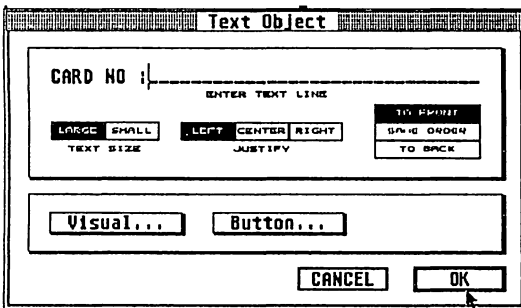 Text Object
CARD NO :
ENTER TEXT LINE
TO FRONT
LARGE SMALL LEFT CENTER RIGHT SAME ORDER
TEXT SIZE JUSTIFY TO BACK
Visual... Button...
CANCEL OK